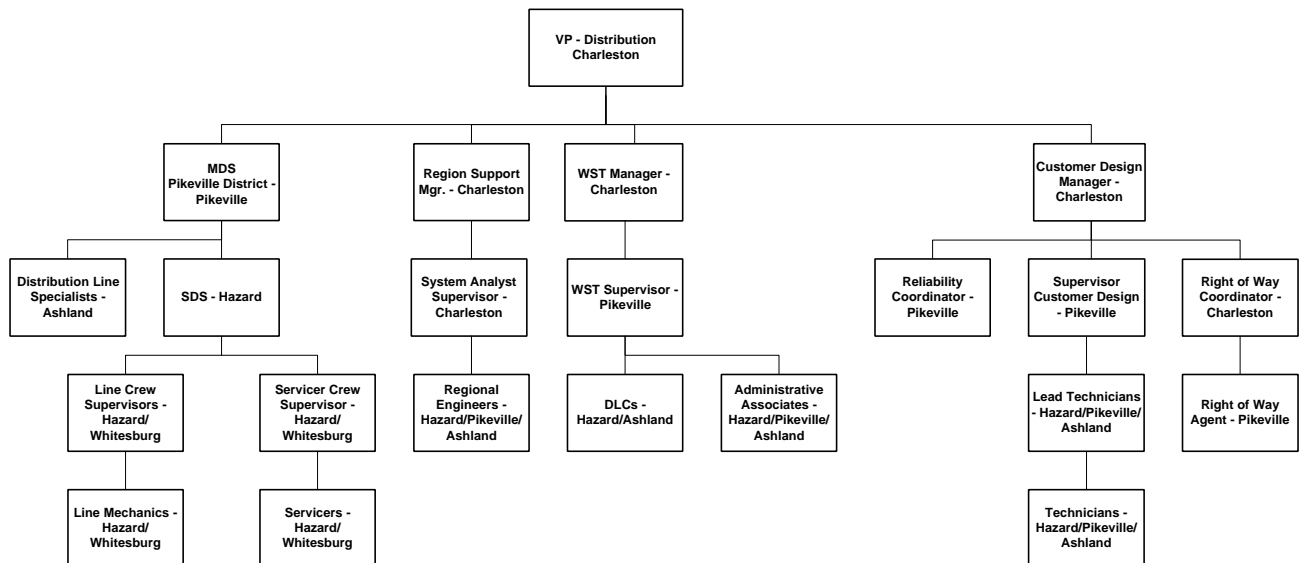 VP - Distribution
Charleston
MDS
Pikeville District -
Pikeville
Region Support
Mgr. - Charleston
WST Manager -
Charleston
Customer Design
Manager -
Charleston
Distribution Line
Specialists -
Ashland
SDS - Hazard
System Analyst
Supervisor -
Charleston
WST Supervisor -
Pikeville
Reliability
Coordinator -
Pikeville
Supervisor
Customer Design
- Pikeville
Right of Way
Coordinator -
Charleston
Line Crew
Supervisors -
Hazard/
Whitesburg
Servicer Crew
Supervisor -
Hazard/
Whitesburg
Regional
Engineers -
Hazard/Pikeville/
Ashland
DLCs -
Hazard/Ashland
Administrative
Associates -
Hazard/Pikeville/
Ashland
Lead Technicians
- Hazard/Pikeville/
Ashland
Right of Way
Agent - Pikeville
Line Mechanics -
Hazard/
Whitesburg
Servicers -
Hazard/
Whitesburg
Technicians -
Hazard/Pikeville/
Ashland